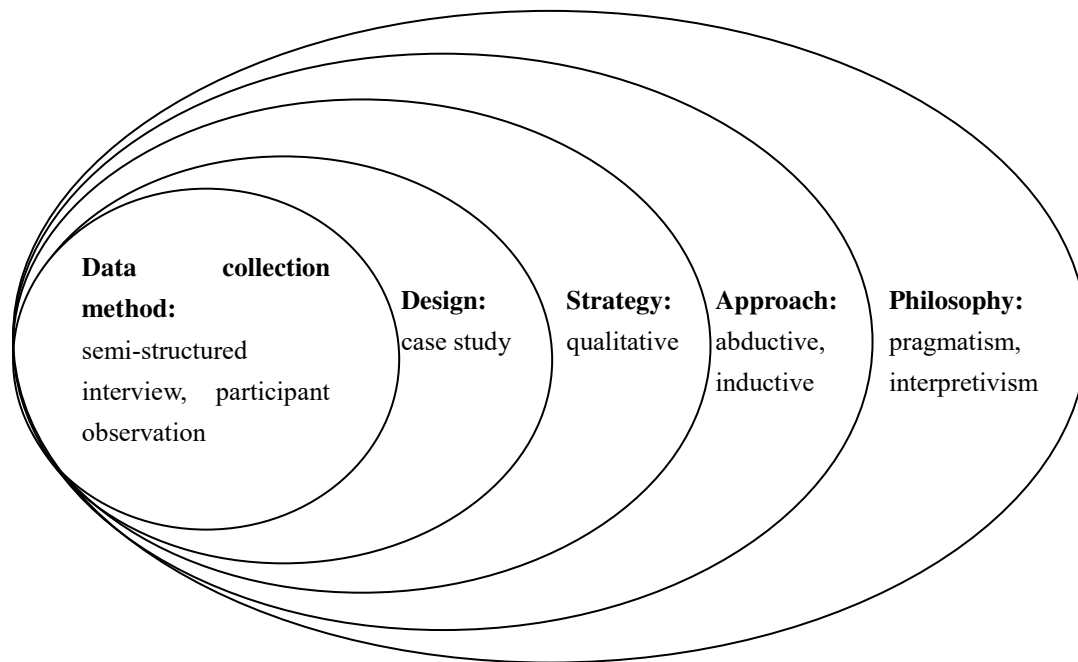 Data collection
method:
semi-structured
interview, participant
observation
Design:
case study
Strategy:
qualitative
Approach:
abductive,
inductive
Philosophy:
pragmatism,
interpretivism